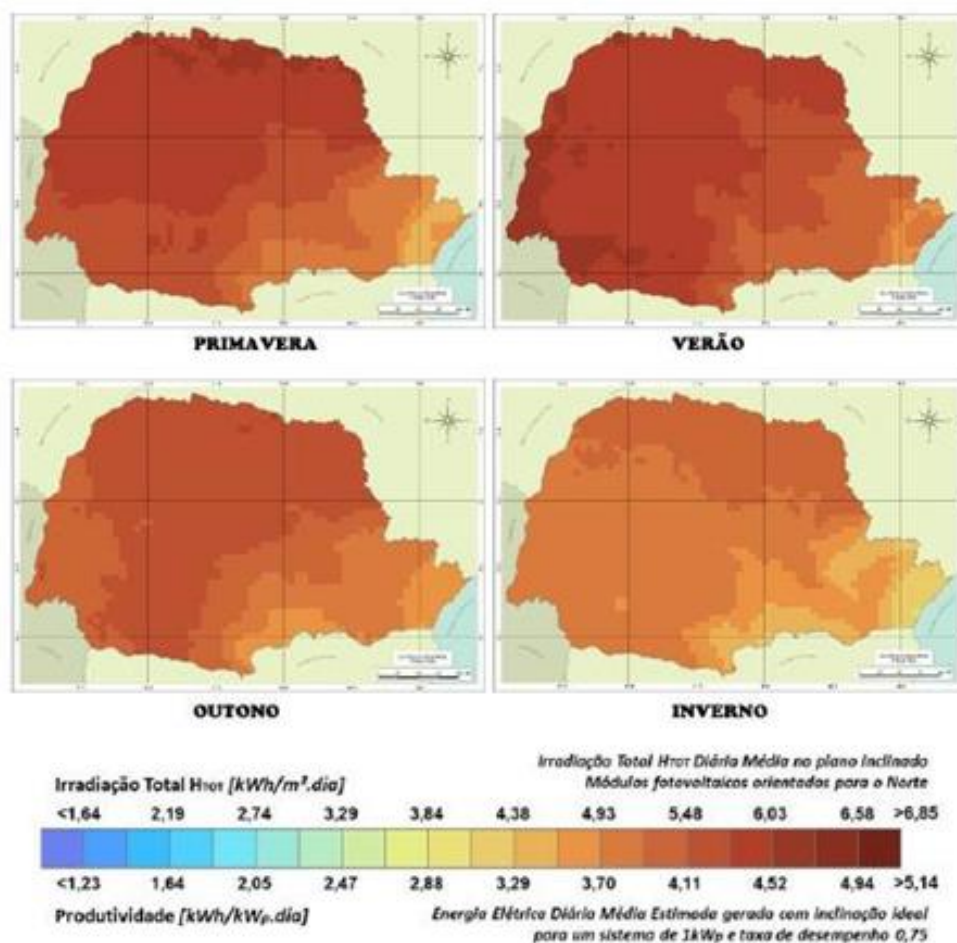 PRIMAVERA
VERÃO
OUTONO
INVERNO
Irradiação Total HTOT Diária Média no plano inclinado
Irradiação Total HTOT [kWh/m².dia]
Módulos fotovoltaicos orientados para o Norte
<1,64 2,19 2,74 3,29 3,84 4,38 4,93 5,48 6,03 6,58 >6,85
<1,23 1,64 2,05 2,47 2,88 3,29 3,70 4,11 4,52 4,94 >5,14
Produtividade [kWh/kWp.dia]
Energia Elétrica Diária Média Estimada gerada com inclinação ideal
para um sistema de 1kWp e taxa de desempenho 0,75